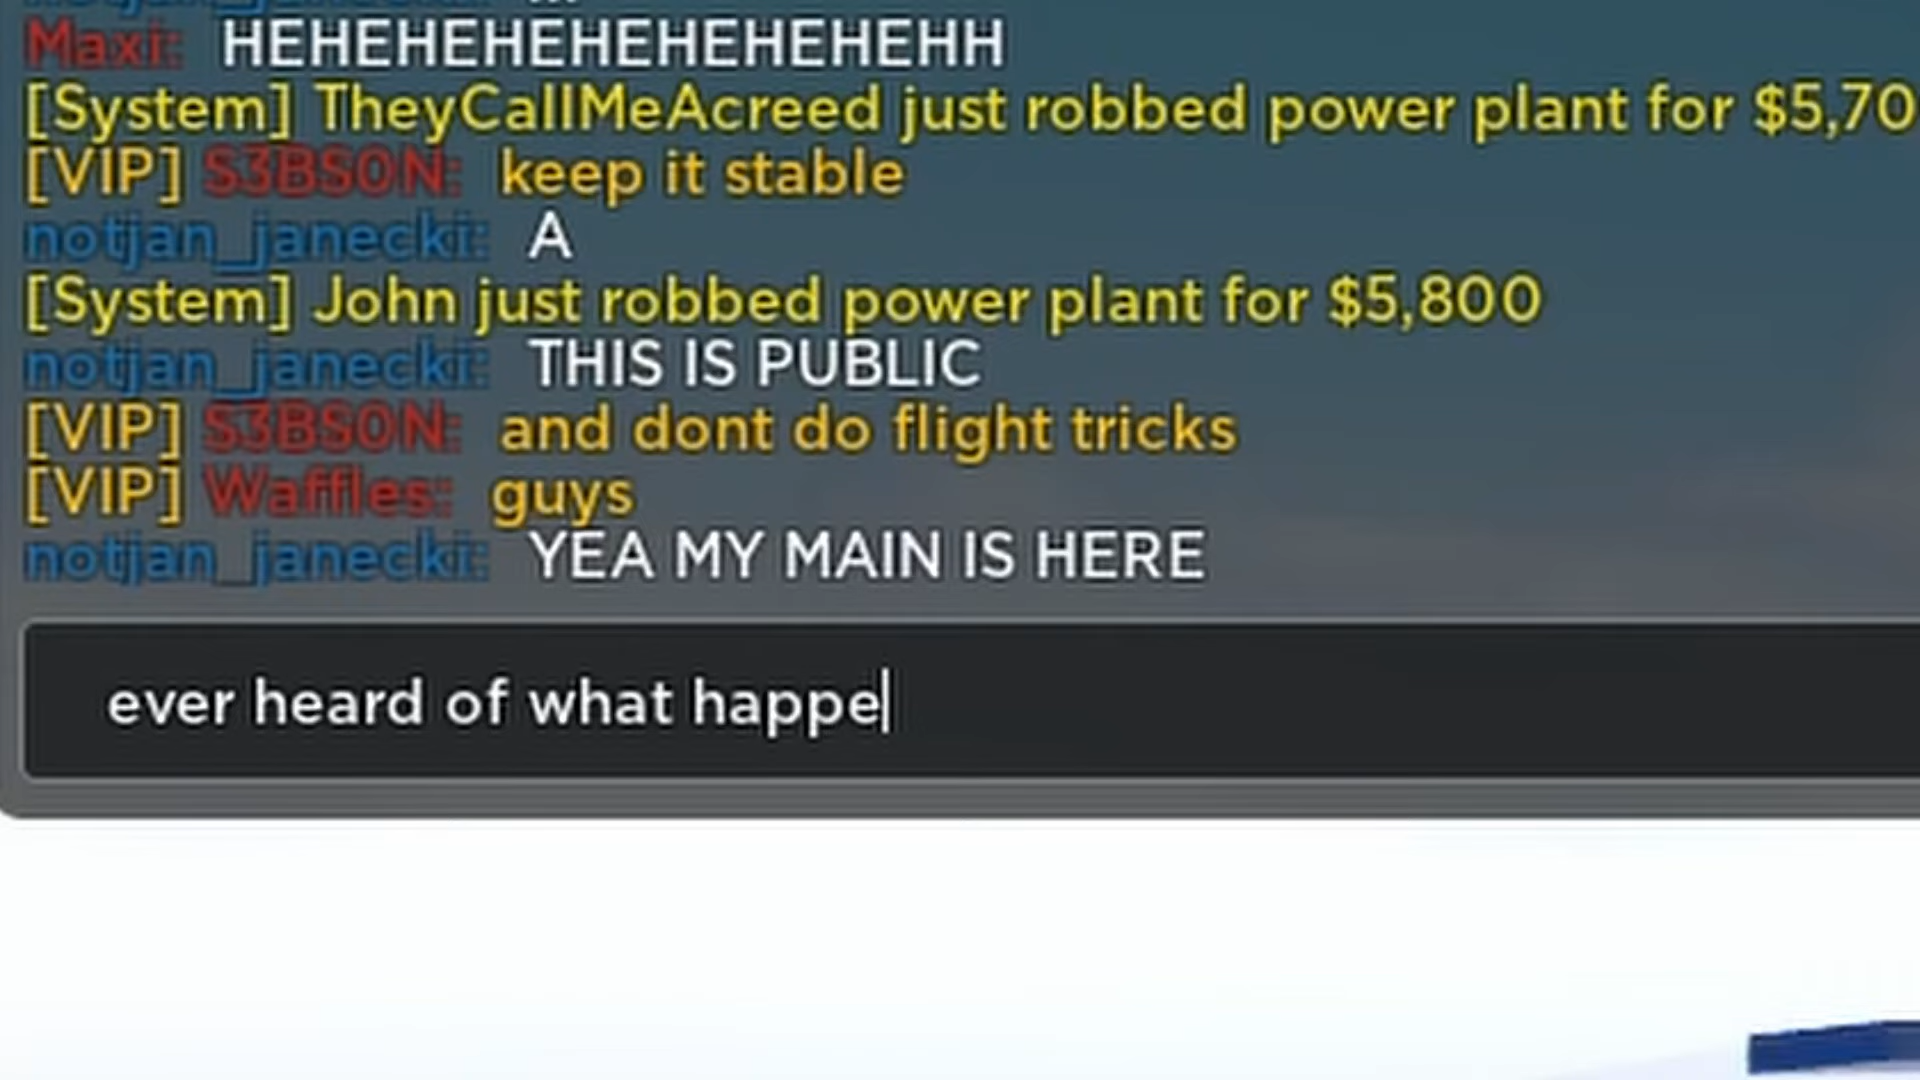 Maxi: HEHEHEHEHEHEHEHEHEHH
[System] TheyCallMeAcreed just robbed power plant for $5,70
[VIP] S3BS0N: keep it stable
notjan_janecki: A
[System] John just robbed power plant for $5,800
notjan_janecki: THIS IS PUBLIC
[VIP] S3BS0N: and dont do flight tricks
[VIP] Waffles: guys
notjan_janecki: YEA MY MAIN IS HERE
ever heard of what happe